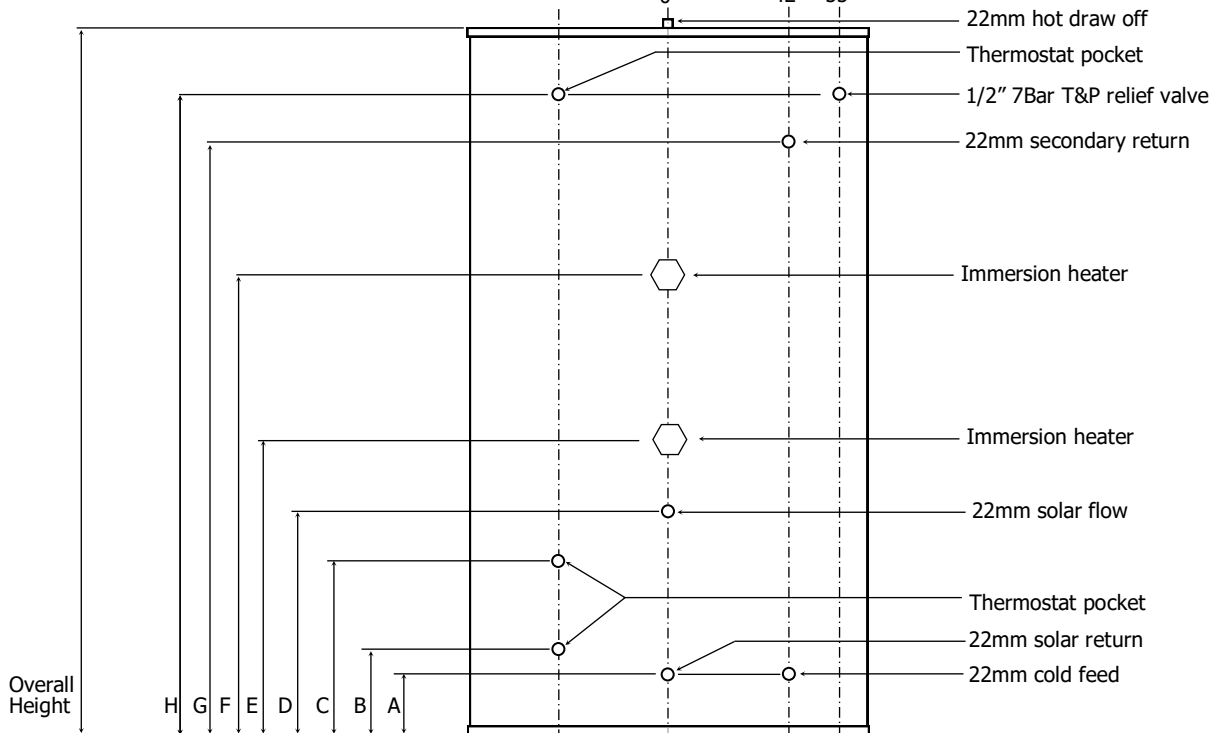 22mm hot draw off
Thermostat pocket
1/2" 7Bar T&P relief valve
22mm secondary return
Immersion heater
Immersion heater
22mm solar flow
Thermostat pocket
22mm solar return
22mm cold feed
Overall
Height
H G F E D C B A